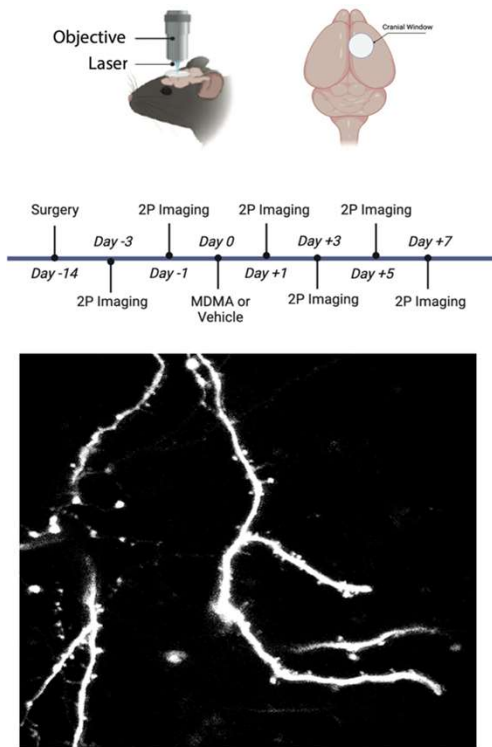 Objective
Laser
Cranial Window
Surgery
2P Imaging
2P Imaging
2P Imaging
Day -3
Day 0
Day +3
Day +7
Day -14
Day -1
Day +1
Day +5
2P Imaging
MDMA or
Vehicle
2P Imaging
2P Imaging